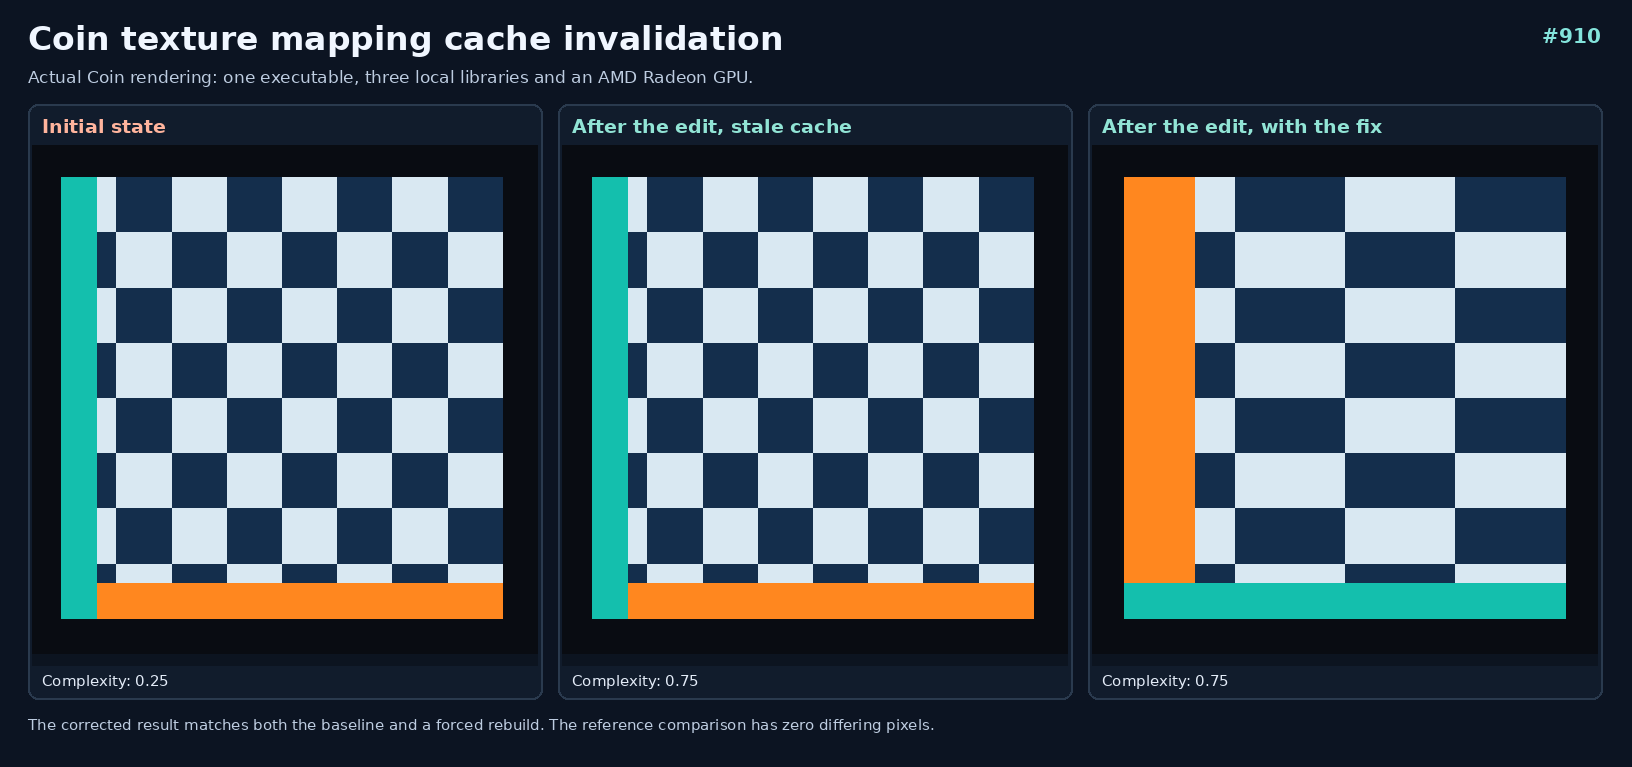 Coin texture mapping cache invalidation
#910
Actual Coin rendering: one executable, three local libraries and an AMD Radeon GPU.
Initial state
After the edit, stale cache
After the edit, with the fix
Complexity: 0.25
Complexity: 0.75
Complexity: 0.75
The corrected result matches both the baseline and a forced rebuild. The reference comparison has zero differing pixels.